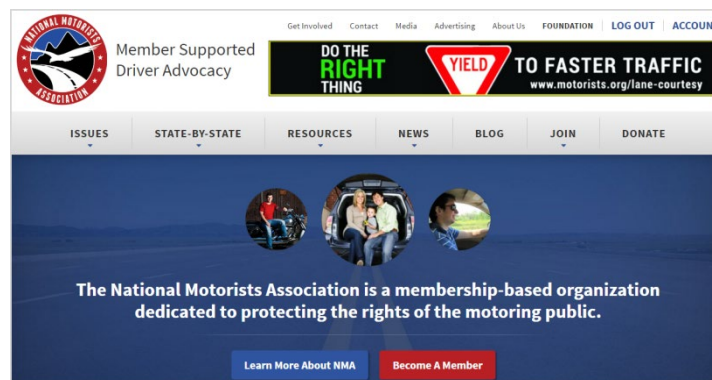 NATIONAL MOTORISTS
ASSOCIATION
Member Supported
Driver Advocacy
Get Involved Contact Media Advertising About Us FOUNDATION LOG OUT ACCOUN
DO THE
RIGHT
THING
YIELD
TO FASTER TRAFFIC
www.motorists.org/lane-courtesy
ISSUES STATE-BY-STATE RESOURCES NEWS BLOG JOIN DONATE
The National Motorists Association is a membership-based organization
dedicated to protecting the rights of the motoring public.
Learn More About NMA Become A Member